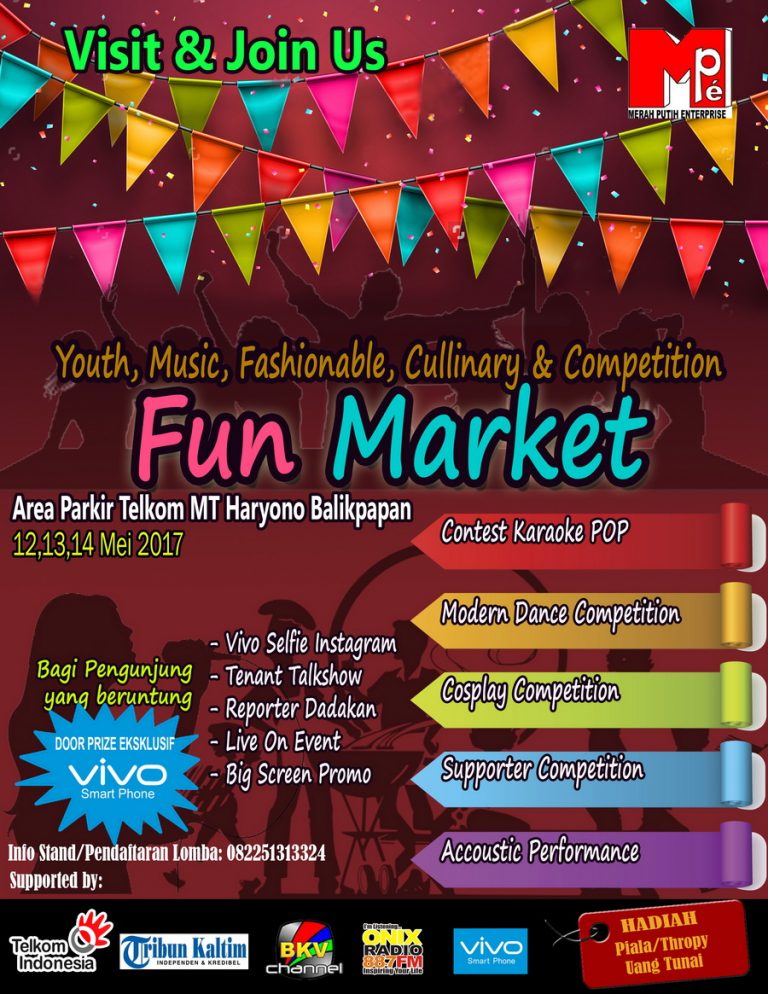 Visit & Join Us
M pé
MERAH PUTIH ENTERPRISE
Youth, Music, Fashionable, Cullinary & Competition
Fun Market
Area Parkir Telkom MT Haryono Balikpapan
12,13,14 Mei 2017
Contest Karaoke POP
Modern Dance Competition
Cosplay Competition
Supporter Competition
Accoustic Performance
- Vivo Selfie Instagram
- Tenant Talkshow
- Reporter Dadakan
- Live On Event
- Big Screen Promo
Bagi Pengunjung
yang beruntung
DOOR PRIZE EKSKLUSIF
vivo
Smart Phone
Info Stand/Pendaftaran Lomba: 082251313324
Supported by:
Telkom
Indonesia
Tribun Kaltim
INDEPENDEN & KREDIBEL
BKV
channel
I'm Listening...
ONIX
RADIO
88.7FM
Inspiring Your Life
vivo
Smart Phone
HADIAH
Piala/Thropy
Uang Tunai